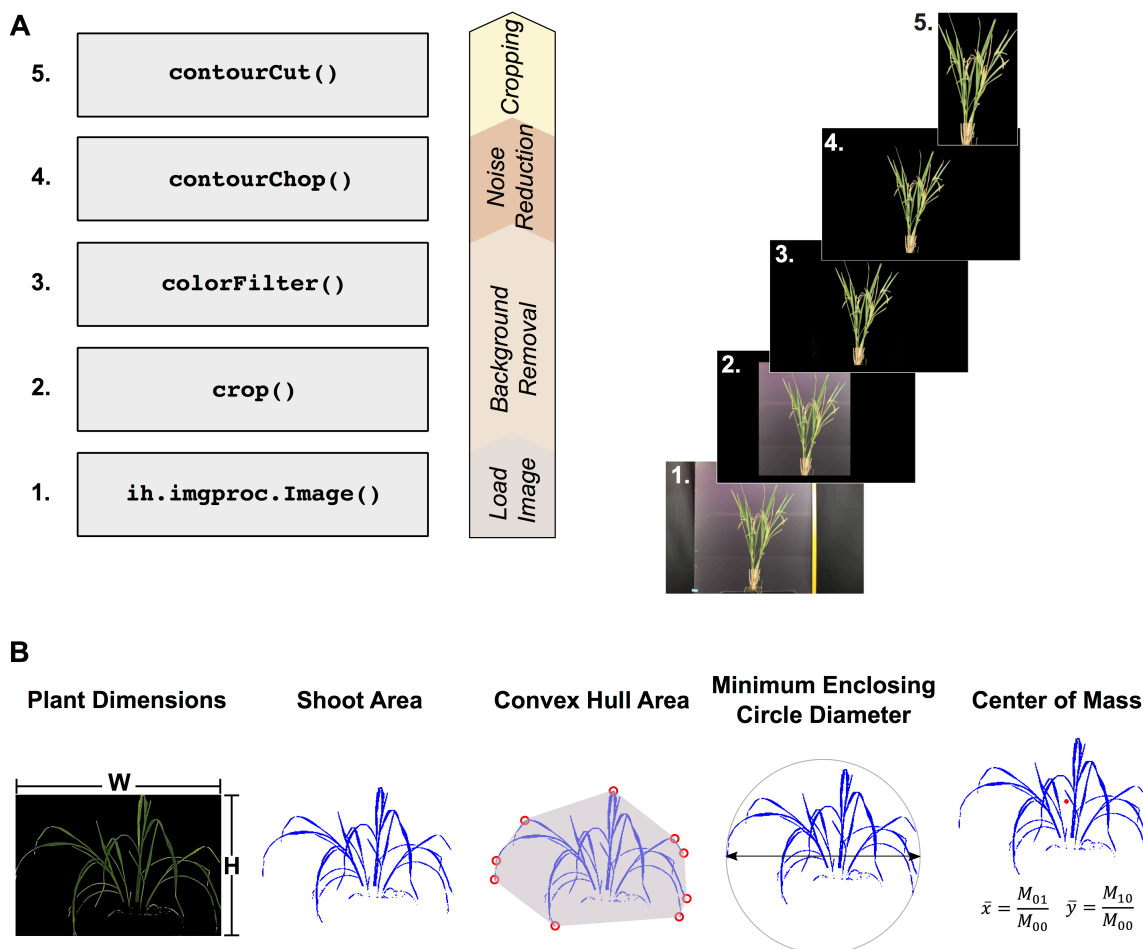 A
5.
contourCut()
4.
contourChop()
3.
colorFilter()
2.
crop()
1.
ih.imgproc.Image()
Cropping
Noise
Reduction
Background
Removal
Load
Image
5.
4.
3.
2.
1.
B
Plant Dimensions
Shoot Area
Convex Hull Area
Minimum Enclosing
Circle Diameter
Center of Mass
W
H
x̄ = M₀₁/M₀₀ ȳ = M₁₀/M₀₀